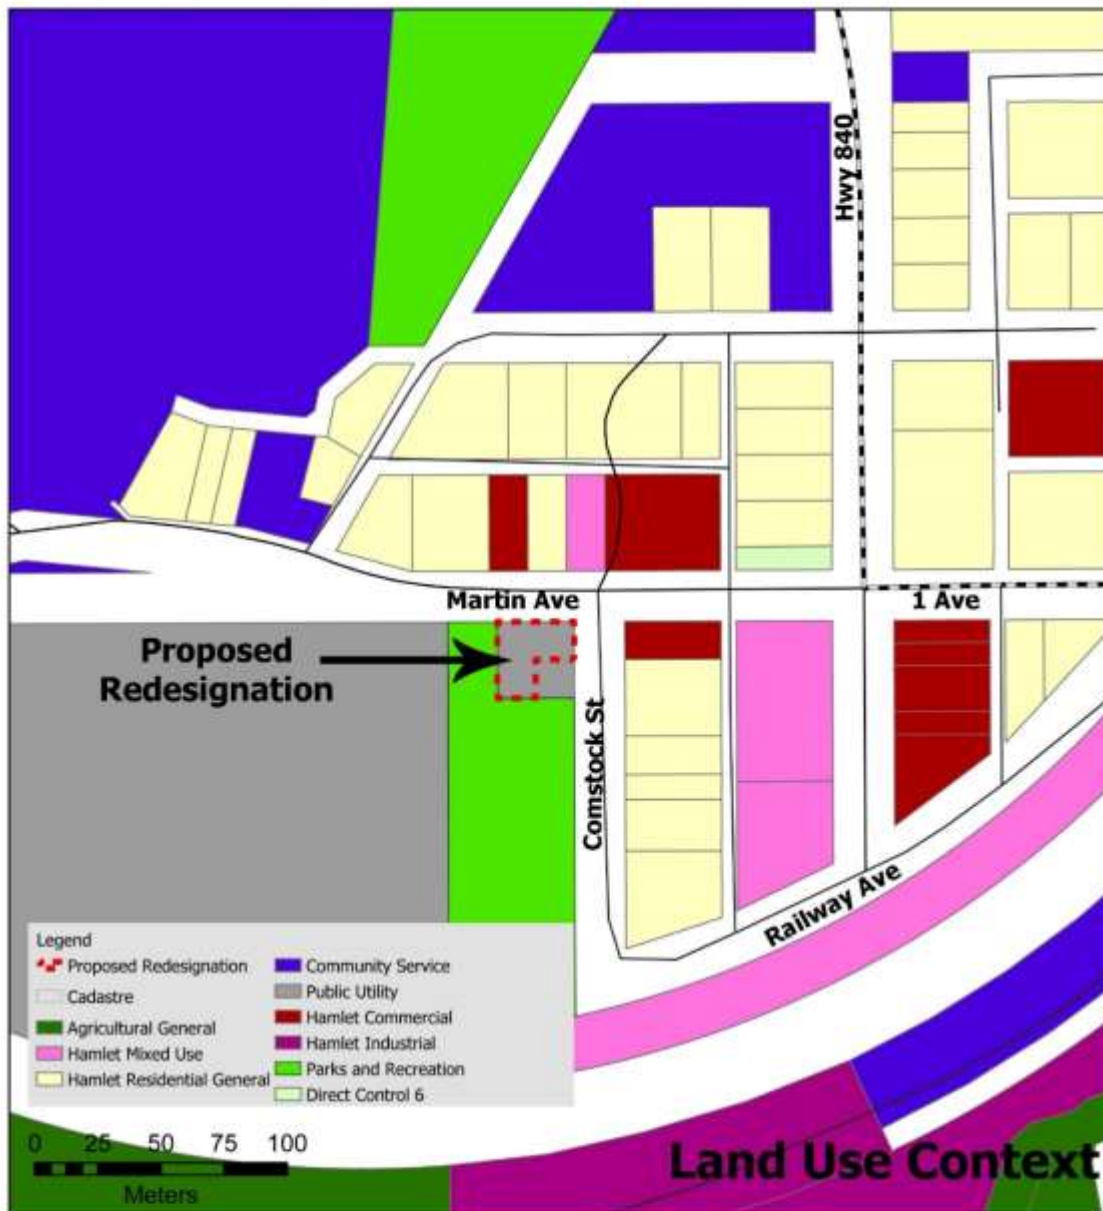 Hwy 840
Martin Ave
1 Ave
Proposed
Redesignation
Comstock St
Railway Ave
Legend
Proposed Redesignation
Cadastre
Agricultural General
Hamlet Mixed Use
Hamlet Residential General
Community Service
Public Utility
Hamlet Commercial
Hamlet Industrial
Parks and Recreation
Direct Control 6
0 25 50 75 100
Meters
Land Use Context